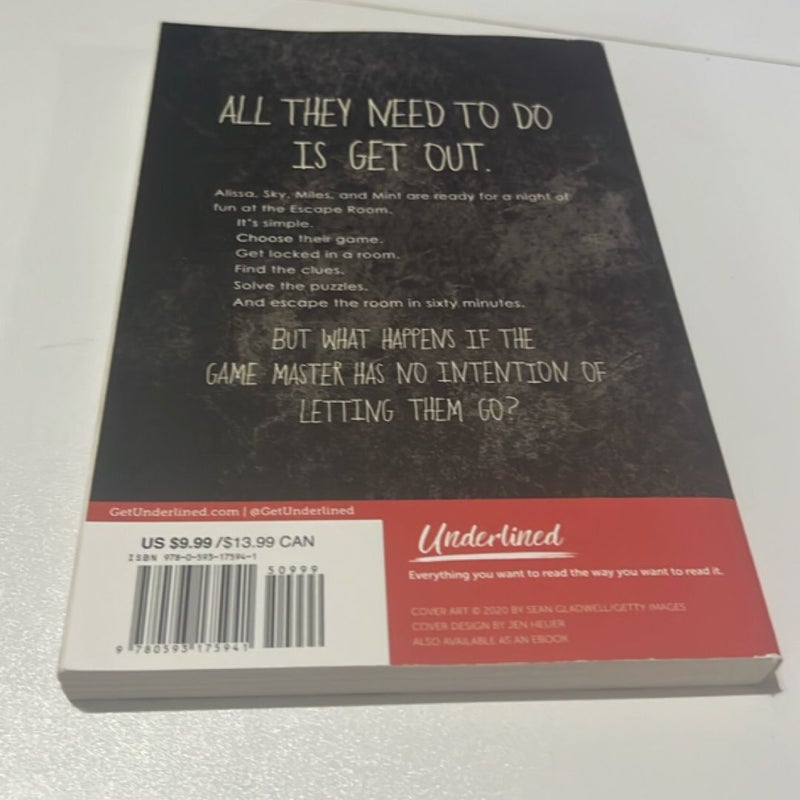 ALL THEY NEED TO DO
IS GET OUT.
Alissa, Sky, Miles, and Mint are ready for a night of
fun at the Escape Room.
It's simple.
Choose their game.
Get locked in a room.
Find the clues.
Solve the puzzles.
And escape the room in sixty minutes.
BUT WHAT HAPPENS IF THE
GAME MASTER HAS NO INTENTION OF
LETTING THEM GO?
GetUnderlined.com | @GetUnderlined
US $9.99 / $13.99 CAN
ISBN 978-0-593-17594-1
50999
9 780593 175941
Underlined
Everything you want to read the way you want to read it.
COVER ART © 2020 BY SEAN GLADWELL/GETTY IMAGES
COVER DESIGN BY JEN HEUER
ALSO AVAILABLE AS AN EBOOK